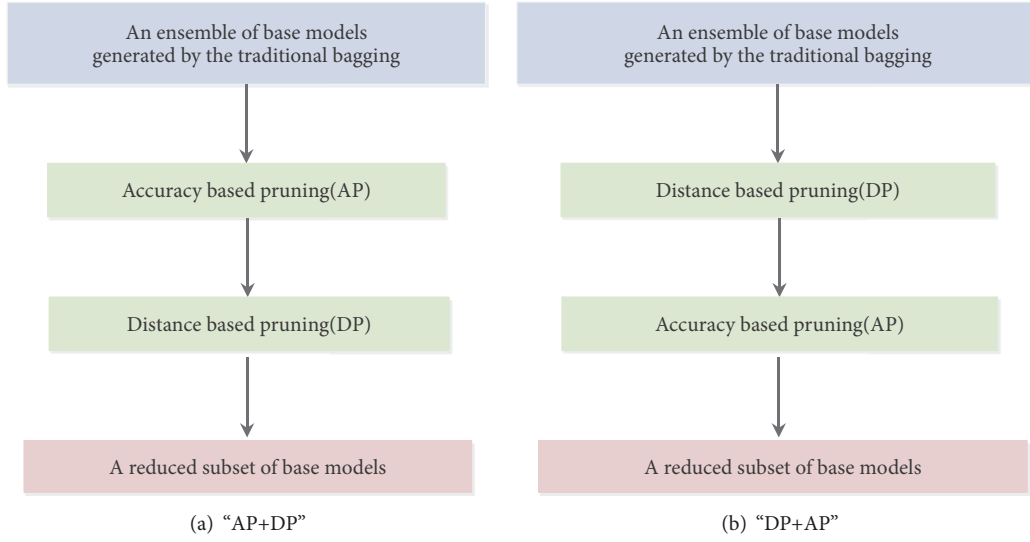 An ensemble of base models
generated by the traditional bagging
Accuracy based pruning(AP)
Distance based pruning(DP)
A reduced subset of base models
(a) “AP+DP”
An ensemble of base models
generated by the traditional bagging
Distance based pruning(DP)
Accuracy based pruning(AP)
A reduced subset of base models
(b) “DP+AP”